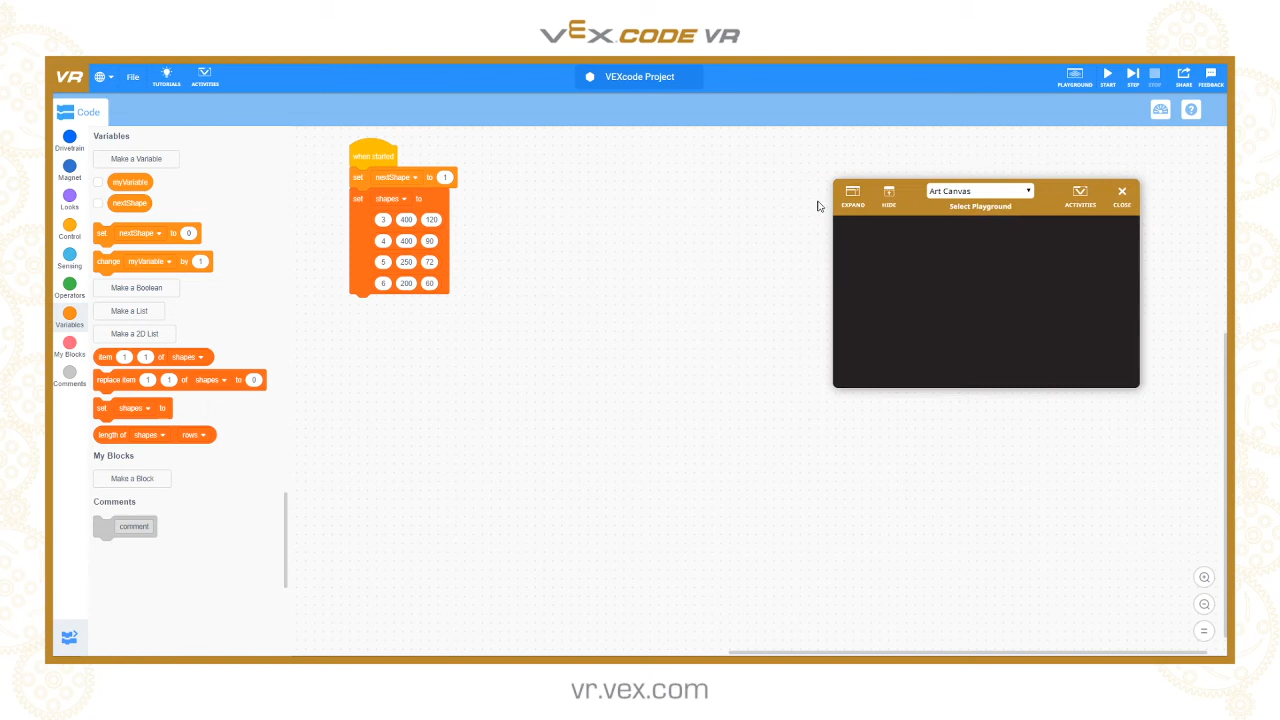 VEX CODE VR
VR File TUTORIALS ACTIVITIES VEXcode Project PLAYGROUND START STEP STOP SHARE FEEDBACK
Code
Drivetrain
Magnet
Looks
Control
Sensing
Operators
Variables
My Blocks
Comments
Variables
Make a Variable
myVariable
nextShape
set nextShape to 0
change myVariable by 1
Make a Boolean
Make a List
Make a 2D List
item 1 1 of shapes
replace item 1 1 of shapes to 0
set shapes to
length of shapes rows
My Blocks
Make a Block
Comments
comment
when started
set nextShape to 1
set shapes to
3 400 120
4 400 90
5 250 72
6 200 60
EXPAND HIDE Art Canvas ACTIVITIES CLOSE
Select Playground
vr.vex.com